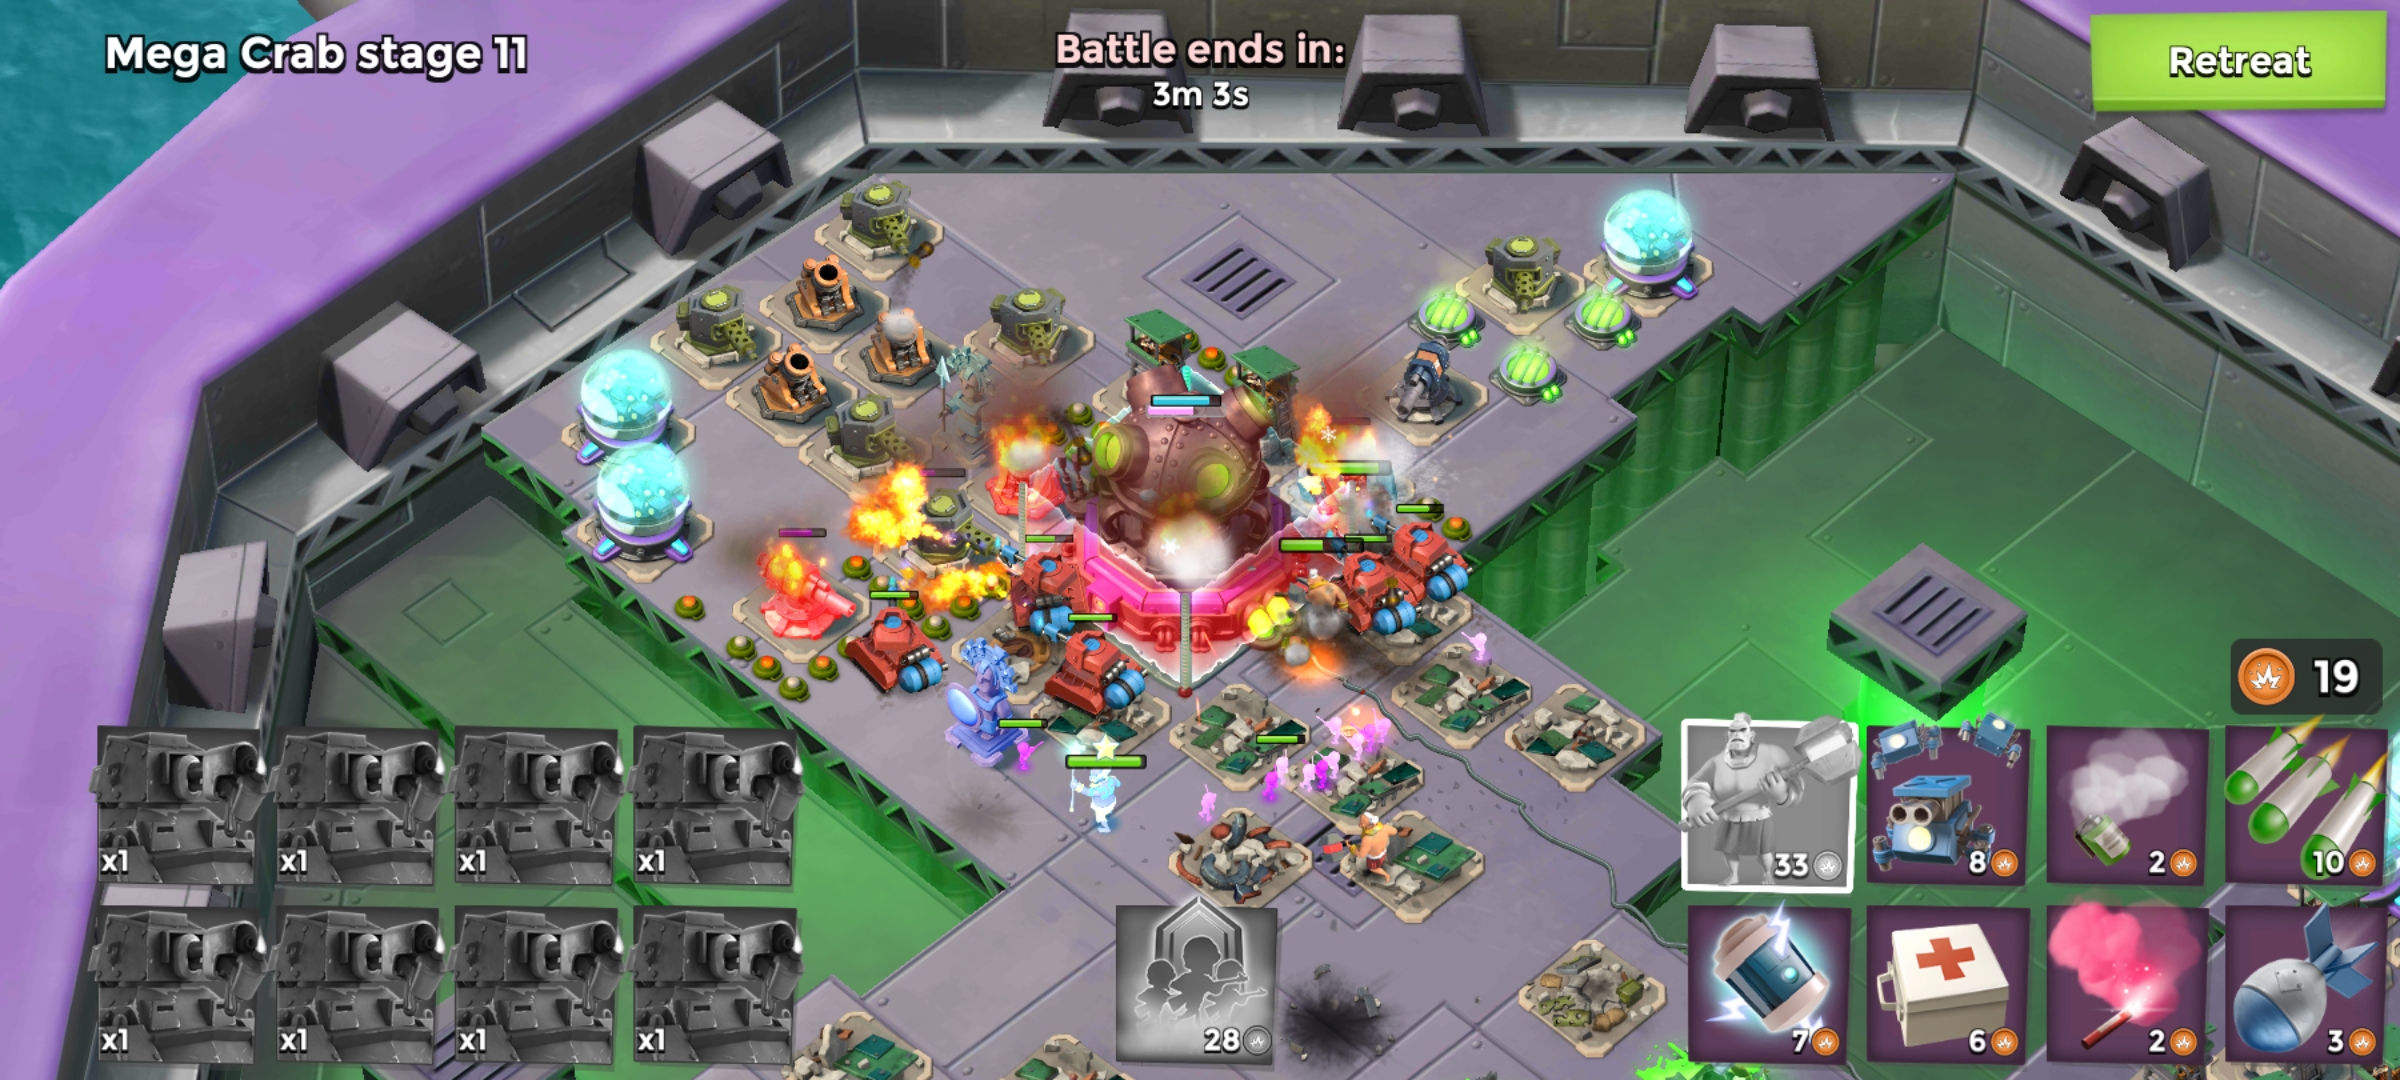 Mega Crab stage 11
Battle ends in:
3m 3s
Retreat
19
x1
x1
x1
x1
33
8
2
10
x1
x1
x1
x1
28
7
6
2
3